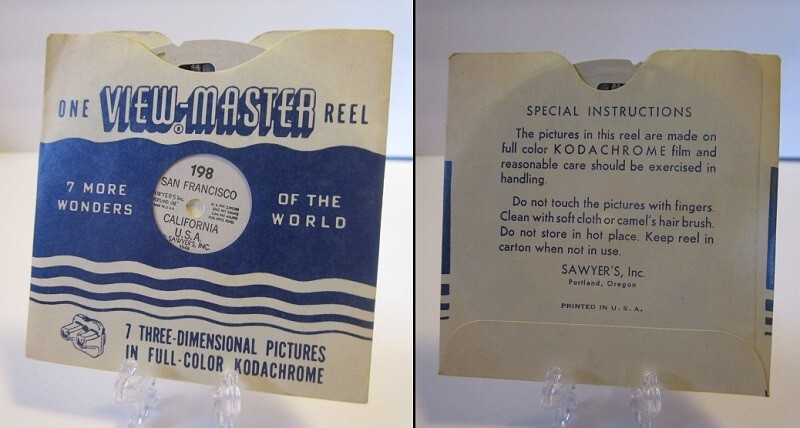 ONE VIEW-MASTER® REEL
7 MORE WONDERS
OF THE WORLD
198
SAN FRANCISCO
CALIFORNIA
U.S.A.
SAWYER'S, INC.
7 THREE-DIMENSIONAL PICTURES
IN FULL-COLOR KODACHROME
SPECIAL INSTRUCTIONS
The pictures in this reel are made on
full color KODACHROME film and
reasonable care should be exercised in
handling.
Do not touch the pictures with fingers.
Clean with soft cloth or camel's hair brush.
Do not store in hot place. Keep reel in
carton when not in use.
SAWYER'S, Inc.
Portland, Oregon
PRINTED IN U. S. A.